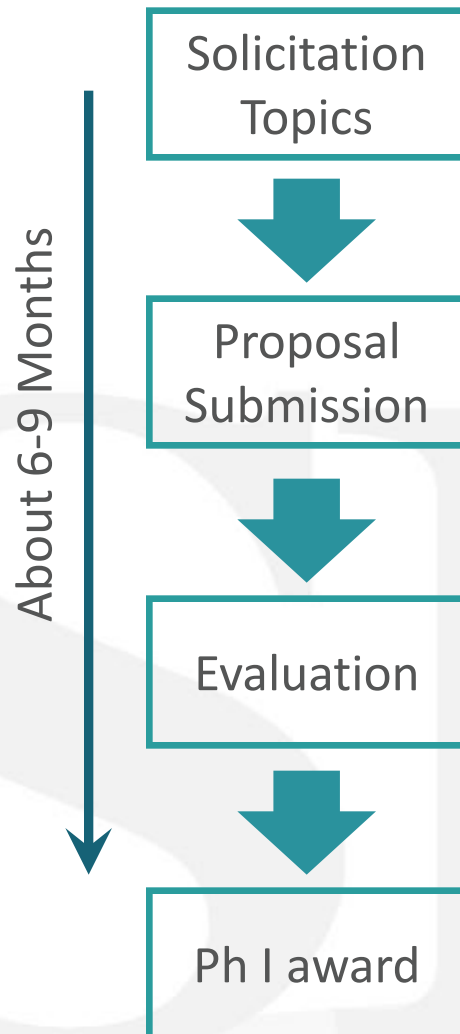 Solicitation
Topics
About 6-9 Months
Proposal
Submission
Evaluation
Ph I award